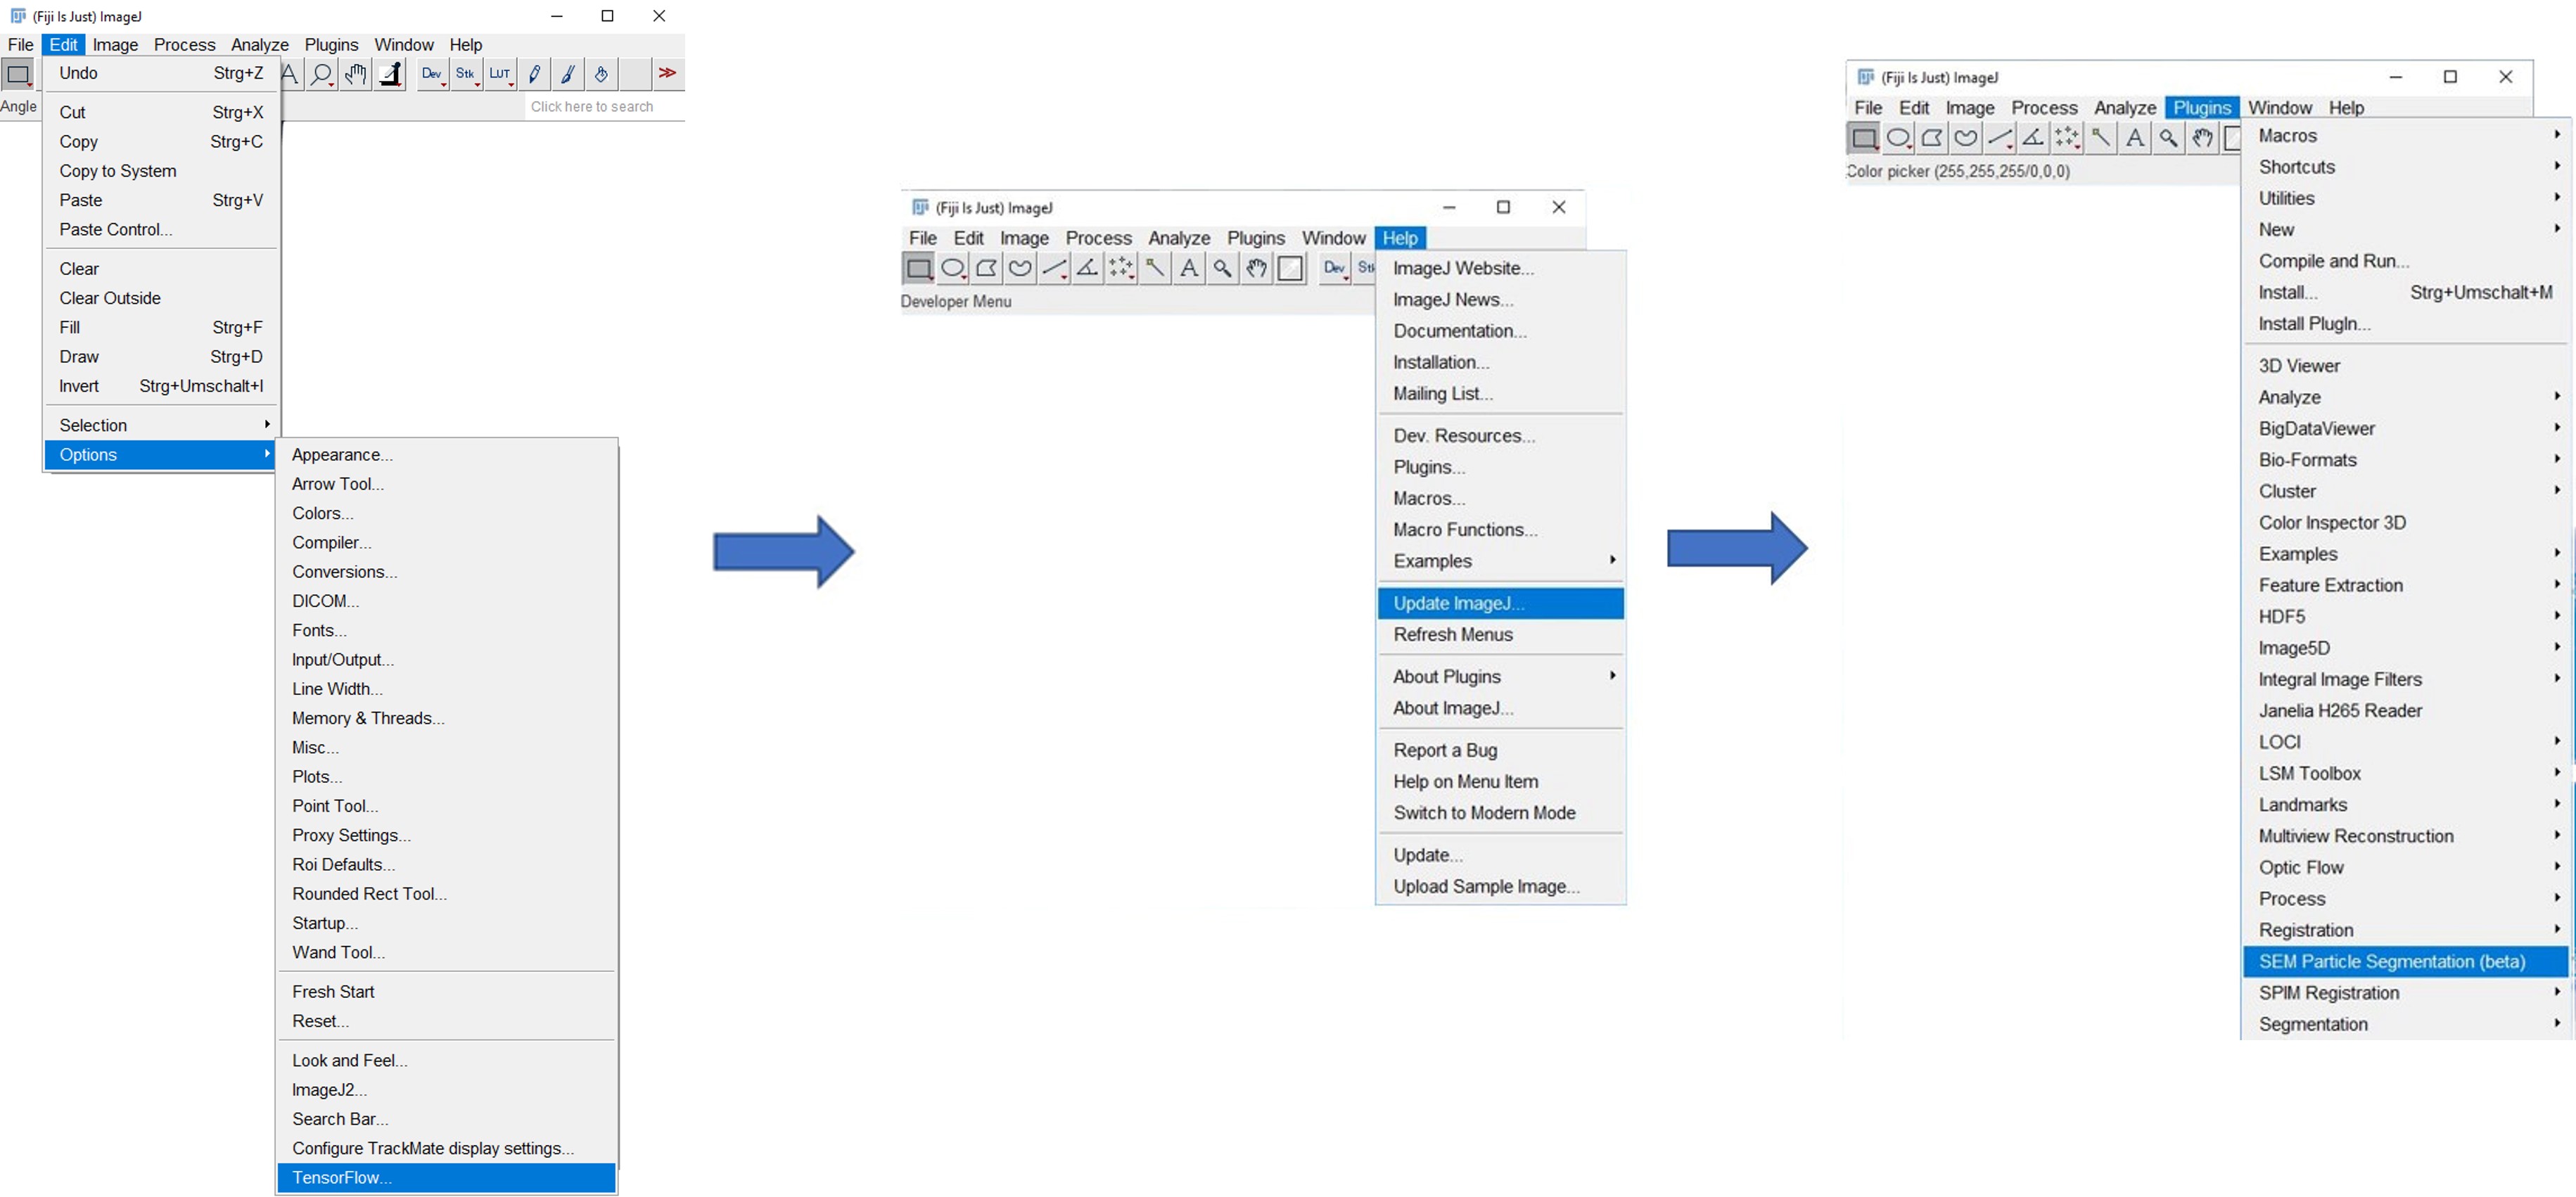 (Fiji Is Just) ImageJ
File Edit Image Process Analyze Plugins Window Help
A Dev Stk LUT >>
Angle
Click here to search
Undo Strg+Z
Cut Strg+X
Copy Strg+C
Copy to System
Paste Strg+V
Paste Control...
Clear
Clear Outside
Fill Strg+F
Draw Strg+D
Invert Strg+Umschalt+I
Selection
Options
Appearance...
Arrow Tool...
Colors...
Compiler...
Conversions...
DICOM...
Fonts...
Input/Output...
Line Width...
Memory & Threads...
Misc...
Plots...
Point Tool...
Proxy Settings...
Roi Defaults...
Rounded Rect Tool...
Startup...
Wand Tool...
Fresh Start
Reset...
Look and Feel...
ImageJ2...
Search Bar...
Configure TrackMate display settings...
TensorFlow...
(Fiji Is Just) ImageJ
File Edit Image Process Analyze Plugins Window Help
A Dev Stk
Developer Menu
ImageJ Website...
ImageJ News...
Documentation...
Installation...
Mailing List...
Dev. Resources...
Plugins...
Macros...
Macro Functions...
Examples
Update ImageJ...
Refresh Menus
About Plugins
About ImageJ...
Report a Bug
Help on Menu Item
Switch to Modern Mode
Update...
Upload Sample Image...
(Fiji Is Just) ImageJ
File Edit Image Process Analyze Plugins Window Help
A
Color picker (255,255,255/0,0,0)
Macros
Shortcuts
Utilities
New
Compile and Run...
Install... Strg+Umschalt+M
Install PlugIn...
3D Viewer
Analyze
BigDataViewer
Bio-Formats
Cluster
Color Inspector 3D
Examples
Feature Extraction
HDF5
Image5D
Integral Image Filters
Janelia H265 Reader
LOCI
LSM Toolbox
Landmarks
Multiview Reconstruction
Optic Flow
Process
Registration
SEM Particle Segmentation (beta)
SPIM Registration
Segmentation